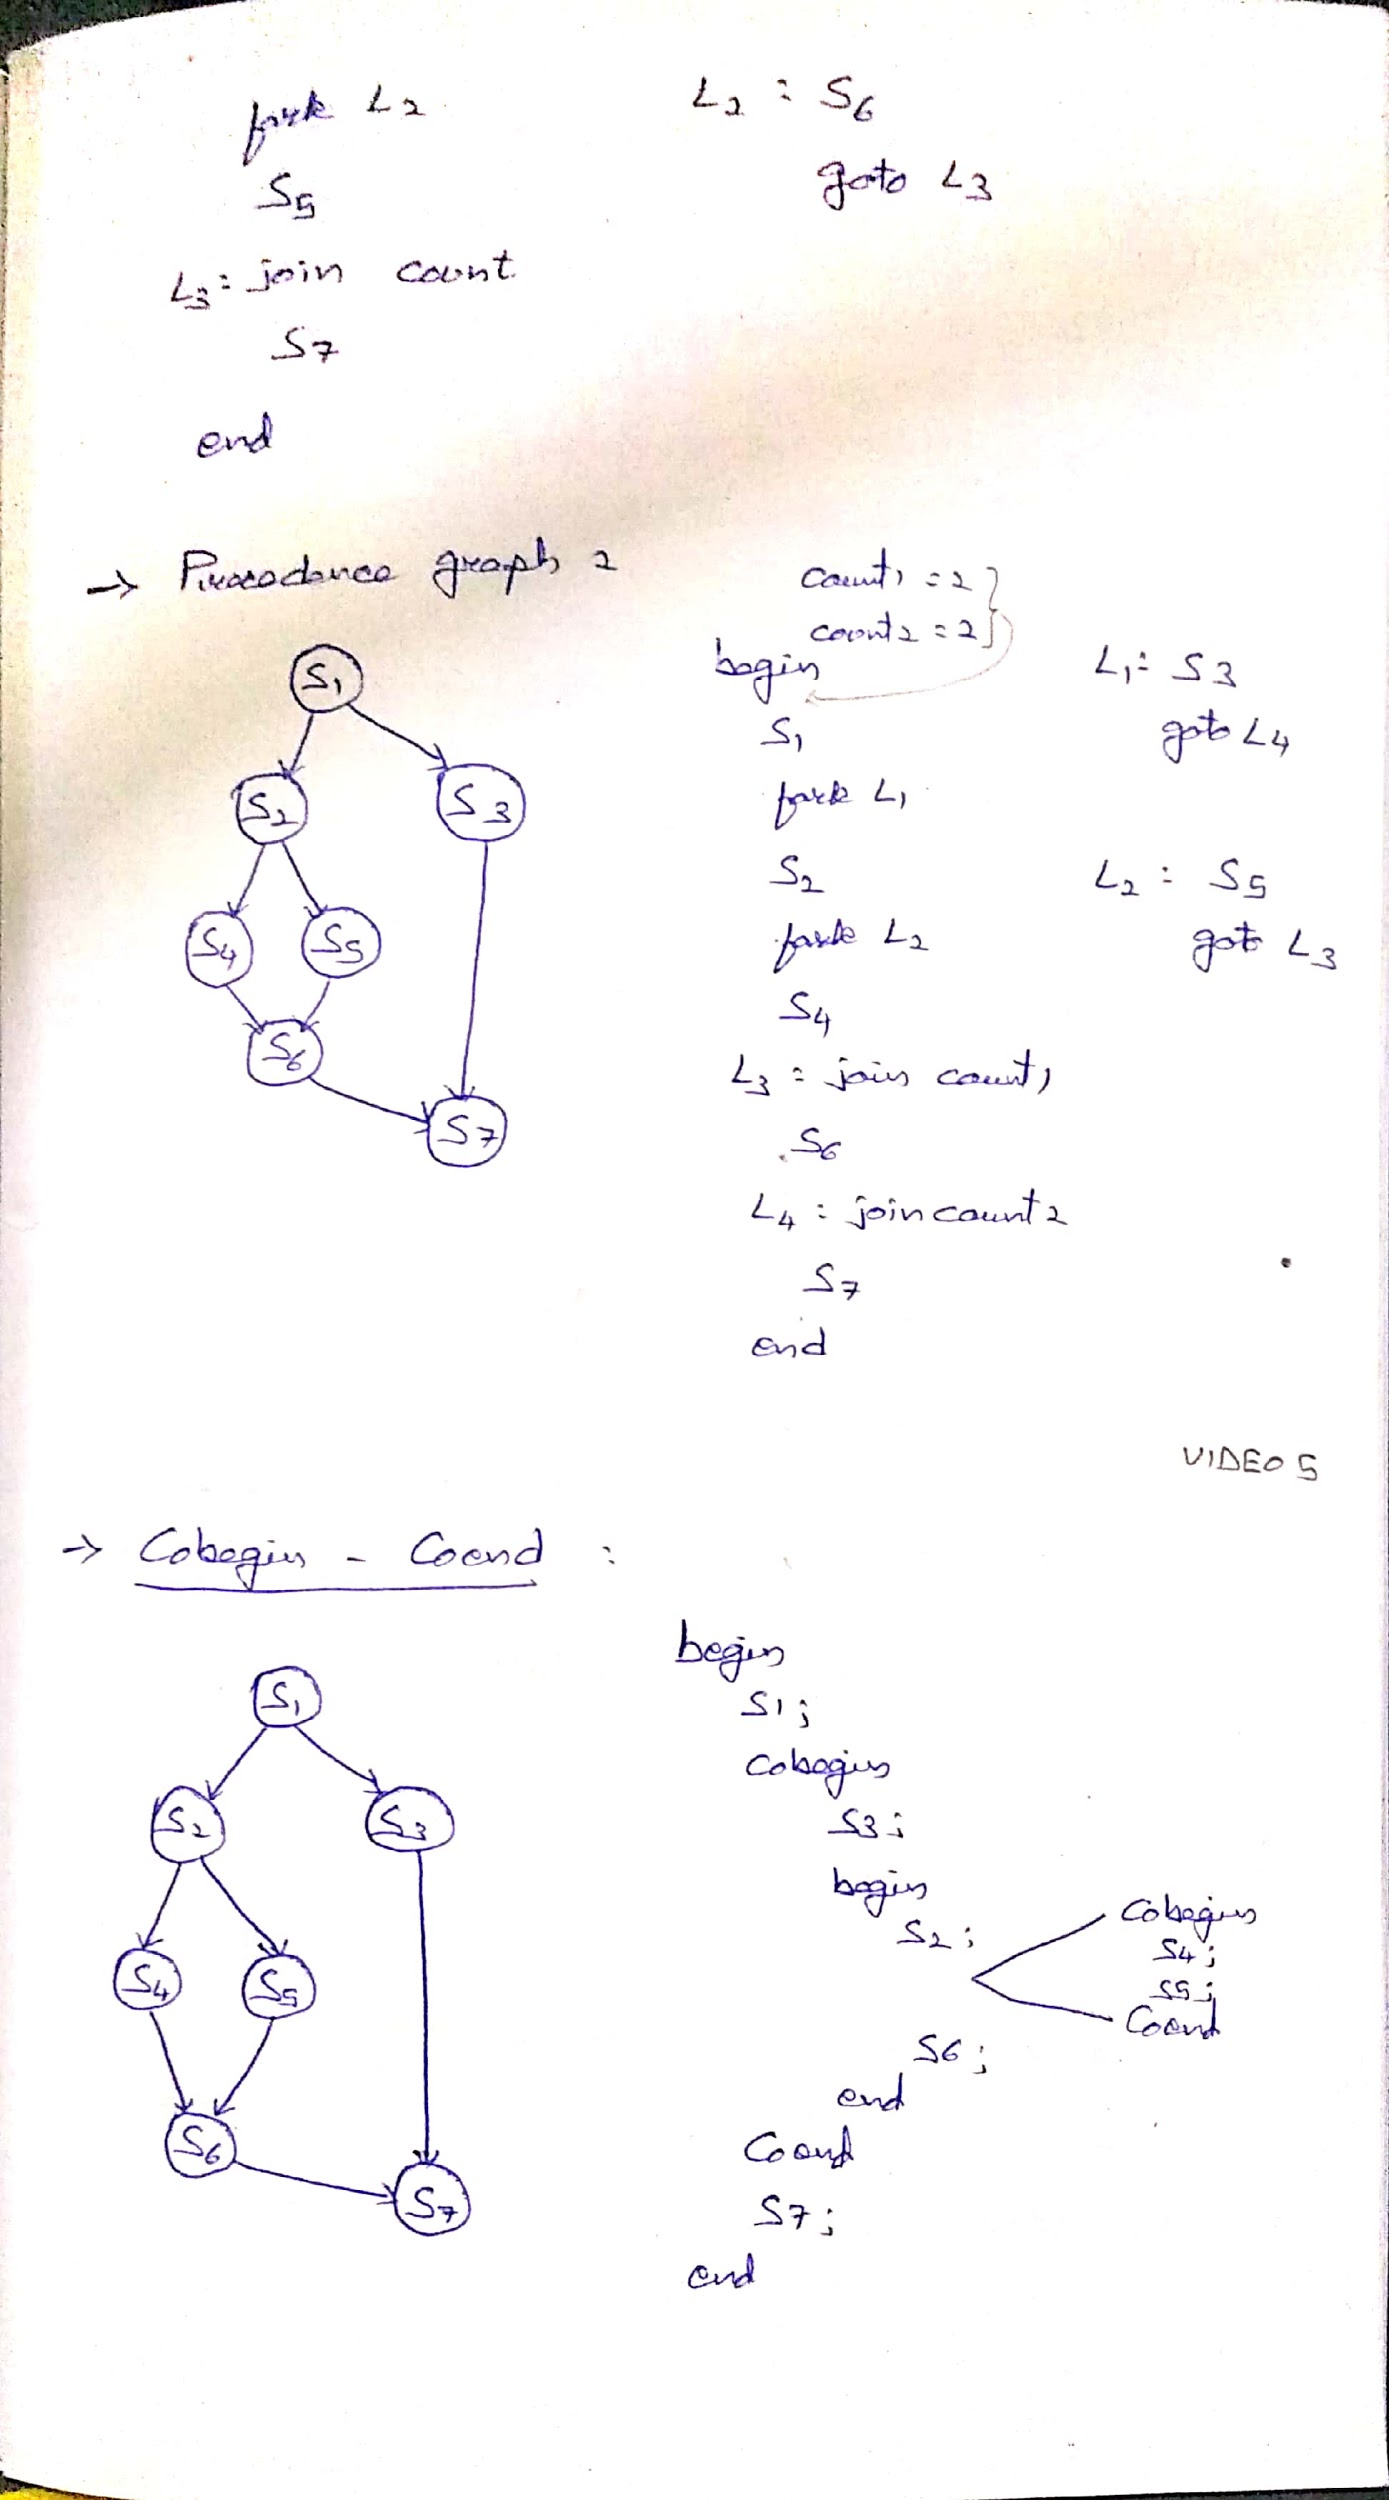 fork L2
S5
L3: join count
S7
end
L2: S6
goto L3
→ Precedence graph 2
S1
S2
S3
S4
S5
S6
S7
count1 = 2
count2 = 2
begin
S1
fork L1
S2
fork L2
S4
L3: join count1
S6
L4: join count2
S7
end
L1: S3
goto L4
L2: S5
goto L3
VIDEO 5
→ Cobegin - Coend :
S1
S2
S3
S4
S5
S6
S7
begin
S1;
Cobegin
S3;
begin
S2;
Cobegin
S4;
S5;
Coend
S6;
end
Coend
S7;
end